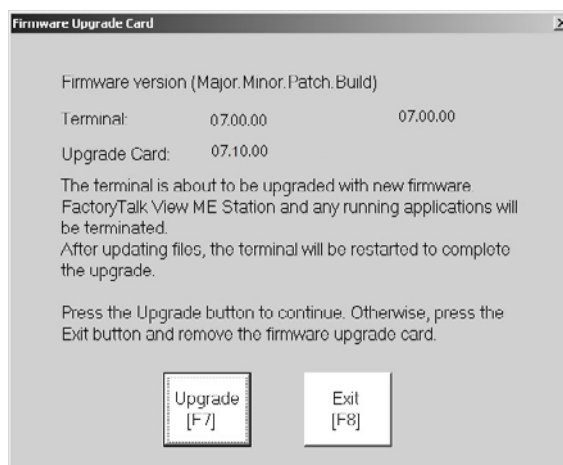 Firmware Upgrade Card
Firmware version (Major.Minor.Patch.Build)
Terminal: 07.00.00 07.00.00
Upgrade Card: 07.10.00
The terminal is about to be upgraded with new firmware.
FactoryTalk View ME Station and any running applications will
be terminated.
After updating files, the terminal will be restarted to complete
the upgrade.
Press the Upgrade button to continue. Otherwise, press the
Exit button and remove the firmware upgrade card.
Upgrade Exit
[F7] [F8]